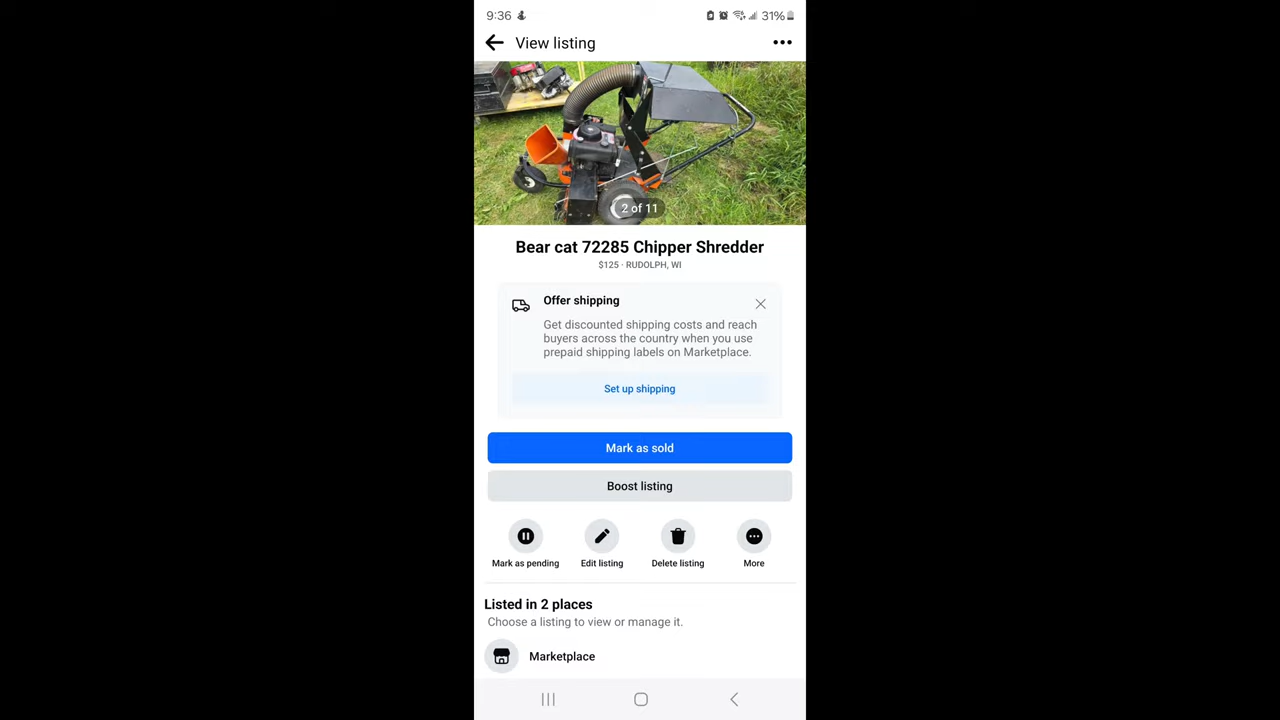 9:36
31%
View listing
2 of 11
Bear cat 72285 Chipper Shredder
$125 · RUDOLPH, WI
Offer shipping
Get discounted shipping costs and reach
buyers across the country when you use
prepaid shipping labels on Marketplace.
Set up shipping
Mark as sold
Boost listing
Mark as pending
Edit listing
Delete listing
More
Listed in 2 places
Choose a listing to view or manage it.
Marketplace